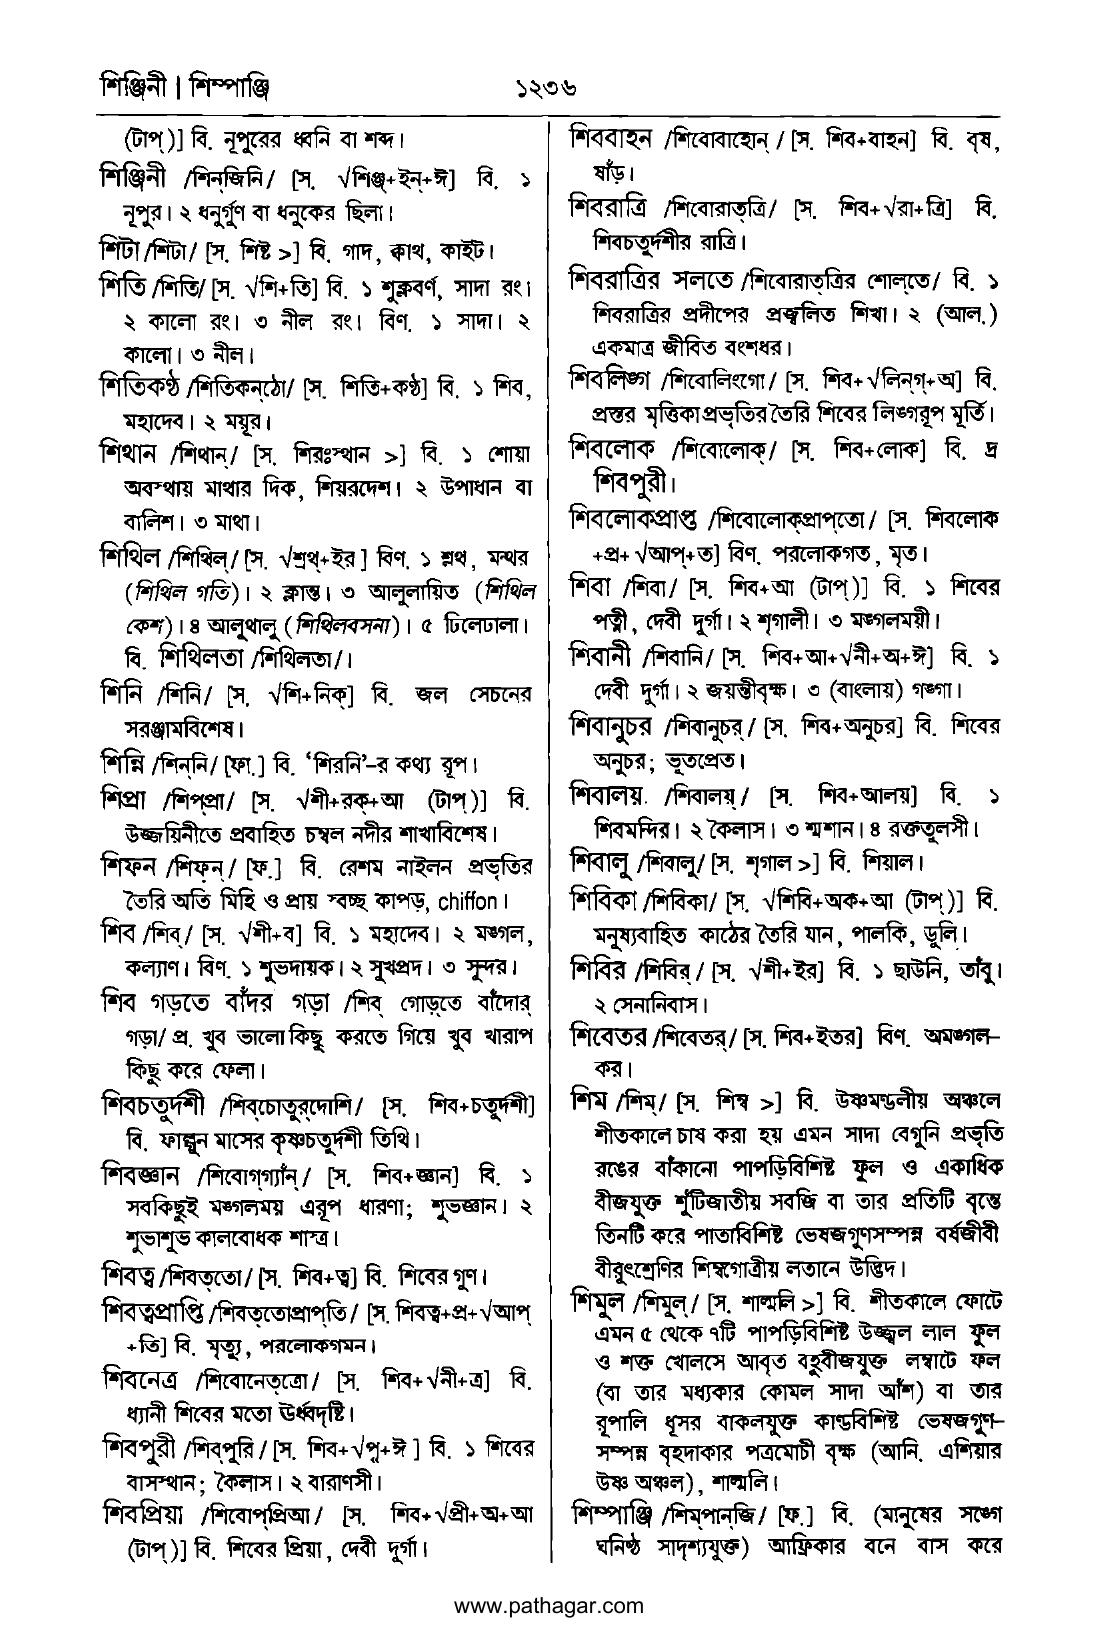 শিঞ্জিনী | শিম্পাঞ্জি
১২৩৬
(টাপ্)] বি. নূপুরের ধ্বনি বা শব্দ।
শিঞ্জিনী /শিন্‌জিনি/ [স. √শিঞ্জ্‌+ইন্‌+ঈ] বি. ১
নূপুর। ২ ধনুর্গুণ বা ধনুকের ছিলা।
শিটা /শিটা/ [স. শিষ্ট >] বি. গাদ, ক্বাথ, কাইট।
শিতি /শিতি/ [স. √শি+তি] বি. ১ শুক্লবর্ণ, সাদা রং।
২ কালো রং। ৩ নীল রং। বিণ. ১ সাদা। ২
কালো। ৩ নীল।
শিতিকণ্ঠ /শিতিকন্‌ঠো/ [স. শিতি+কণ্ঠ] বি. ১ শিব,
মহাদেব। ২ ময়ূর।
শিথান /শিথান্/ [স. শিরঃস্থান >] বি. ১ শোয়া
অবস্থায় মাথার দিক, শিয়রদেশ। ২ উপাধান বা
বালিশ। ৩ মাথা।
শিথিল /শিথিল্/ [স. √শ্রথ্+ইর] বিণ. ১ শ্লথ, মন্থর
(শিথিল গতি)। ২ ক্লান্ত। ৩ আলুলায়িত (শিথিল
কেশ)। ৪ আলুথালু (শিথিলবসনা)। ৫ ঢিলেঢালা।
বি. শিথিলতা /শিথিলতা/।
শিনি /শিনি/ [স. √শি+নিক্] বি. জল সেচনের
সরঞ্জামবিশেষ।
শিন্নি /শিন্‌নি/ [ফা.] বি. ‘শিরনি’-র কথ্য রূপ।
শিপ্রা /শিপ্‌প্রা/ [স. √শী+রক্‌+আ (টাপ্)] বি.
উজ্জয়িনীতে প্রবাহিত চম্বল নদীর শাখাবিশেষ।
শিফন /শিফন্/ [ফ.] বি. রেশম নাইলন প্রভৃতির
তৈরি অতি মিহি ও প্রায় স্বচ্ছ কাপড়, chiffon।
শিব /শিব্/ [স. √শী+ব] বি. ১ মহাদেব। ২ মঙ্গল,
কল্যাণ। বিণ. ১ শুভদায়ক। ২ সুখপ্রদ। ৩ সুন্দর।
শিব গড়তে বাঁদর গড়া /শিব্ গোড়্‌তে বাঁদোর্
গড়া/ প্র. খুব ভালো কিছু করতে গিয়ে খুব খারাপ
কিছু করে ফেলা।
শিবচতুর্দশী /শিব্‌চোতুর্‌দোশি/ [স. শিব+চতুর্দশী]
বি. ফাল্গুন মাসের কৃষ্ণচতুর্দশী তিথি।
শিবজ্ঞান /শিবোগ্‌গ্যাঁন্/ [স. শিব+জ্ঞান] বি. ১
সবকিছুই মঙ্গলময় এরূপ ধারণা; শুভজ্ঞান। ২
শুভাশুভ কালবোধক শাস্ত্র।
শিবত্ব /শিবত্‌তো/ [স. শিব+ত্ব] বি. শিবের গুণ।
শিবত্বপ্রাপ্তি /শিবত্‌তোপ্রাপ্‌তি/ [স. শিবত্ব+প্র+√আপ্
+তি] বি. মৃত্যু, পরলোকগমন।
শিবনেত্র /শিবোনেত্‌ত্রো/ [স. শিব+√নী+ত্র] বি.
ধ্যানী শিবের মতো ঊর্ধ্বদৃষ্টি।
শিবপুরী /শিব্‌পুরি/ [স. শিব+√পৃ+ঈ] বি. ১ শিবের
বাসস্থান; কৈলাস। ২ বারাণসী।
শিবপ্রিয়া /শিবোপ্‌প্রিআ/ [স. শিব+√প্রী+অ+আ
(টাপ্)] বি. শিবের প্রিয়া, দেবী দুর্গা।
শিববাহন /শিবোবাহোন্/ [স. শিব+বাহন] বি. বৃষ,
ষাঁড়।
শিবরাত্রি /শিবোরাত্‌ত্রি/ [স. শিব+√রা+ত্রি] বি.
শিবচতুর্দশীর রাত্রি।
শিবরাত্রির সলতে /শিবোরাত্‌ত্রির শোল্‌তে/ বি. ১
শিবরাত্রির প্রদীপের প্রজ্বলিত শিখা। ২ (আল.)
একমাত্র জীবিত বংশধর।
শিবলিঙ্গ /শিবোলিংগো/ [স. শিব+√লিন্‌গ্+অ] বি.
প্রস্তর মৃত্তিকা প্রভৃতির তৈরি শিবের লিঙ্গরূপ মূর্তি।
শিবলোক /শিবোলোক্/ [স. শিব+লোক] বি. দ্র
শিবপুরী।
শিবলোকপ্রাপ্ত /শিবোলোক্‌প্রাপ্‌তো/ [স. শিবলোক
+প্র+√আপ্+ত] বিণ. পরলোকগত, মৃত।
শিবা /শিবা/ [স. শিব+আ (টাপ্)] বি. ১ শিবের
পত্নী, দেবী দুর্গা। ২ শৃগালী। ৩ মঙ্গলময়ী।
শিবানী /শিবানি/ [স. শিব+আ+√নী+অ+ঈ] বি. ১
দেবী দুর্গা। ২ জয়ন্তীবৃক্ষ। ৩ (বাংলায়) গঙ্গা।
শিবানুচর /শিবানুচর্/ [স. শিব+অনুচর] বি. শিবের
অনুচর; ভূতপ্রেত।
শিবালয় /শিবালয়্/ [স. শিব+আলয়] বি. ১
শিবমন্দির। ২ কৈলাস। ৩ শ্মশান। ৪ রক্ততুলসী।
শিবালু /শিবালু/ [স. শৃগাল >] বি. শিয়াল।
শিবিকা /শিবিকা/ [স. √শিবি+অক+আ (টাপ্)] বি.
মনুষ্যবাহিত কাঠের তৈরি যান, পালকি, ডুলি।
শিবির /শিবির্/ [স. √শী+ইর] বি. ১ ছাউনি, তাঁবু।
২ সেনানিবাস।
শিবেতর /শিবেতর্/ [স. শিব+ইতর] বিণ. অমঙ্গল-
কর।
শিম /শিম্/ [স. শিম্ব >] বি. উষ্ণমণ্ডলীয় অঞ্চলে
শীতকালে চাষ করা হয় এমন সাদা বেগুনি প্রভৃতি
রঙের বাঁকানো পাপড়িবিশিষ্ট ফুল ও একাধিক
বীজযুক্ত শুঁটিজাতীয় সবজি বা তার প্রতিটি বৃন্তে
তিনটি করে পাতাবিশিষ্ট ভেষজগুণসম্পন্ন বর্ষজীবী
বীরুৎশ্রেণির শিম্বগোত্রীয় লতানে উদ্ভিদ।
শিমুল /শিমুল্/ [স. শাল্মলি >] বি. শীতকালে ফোটে
এমন ৫ থেকে ৭টি পাপড়িবিশিষ্ট উজ্জ্বল লাল ফুল
ও শক্ত খোলসে আবৃত বহুবীজযুক্ত লম্বাটে ফল
(বা তার মধ্যকার কোমল সাদা আঁশ) বা তার
রূপালি ধূসর বাকলযুক্ত কাণ্ডবিশিষ্ট ভেষজগুণ-
সম্পন্ন বৃহদাকার পত্রমোচী বৃক্ষ (আনি. এশিয়ার
উষ্ণ অঞ্চল), শাল্মলি।
শিম্পাঞ্জি /শিম্‌পান্‌জি/ [ফ.] বি. (মানুষের সঙ্গে
ঘনিষ্ঠ সাদৃশ্যযুক্ত) আফ্রিকার বনে বাস করে
www.pathagar.com